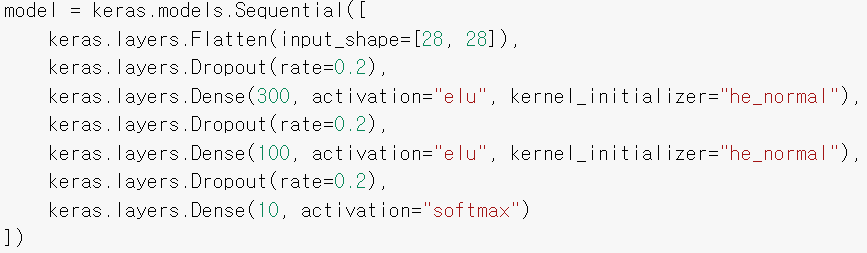 model = keras.models.Sequential([
    keras.layers.Flatten(input_shape=[28, 28]),
    keras.layers.Dropout(rate=0.2),
    keras.layers.Dense(300, activation="elu", kernel_initializer="he_normal"),
    keras.layers.Dropout(rate=0.2),
    keras.layers.Dense(100, activation="elu", kernel_initializer="he_normal"),
    keras.layers.Dropout(rate=0.2),
    keras.layers.Dense(10, activation="softmax")
])